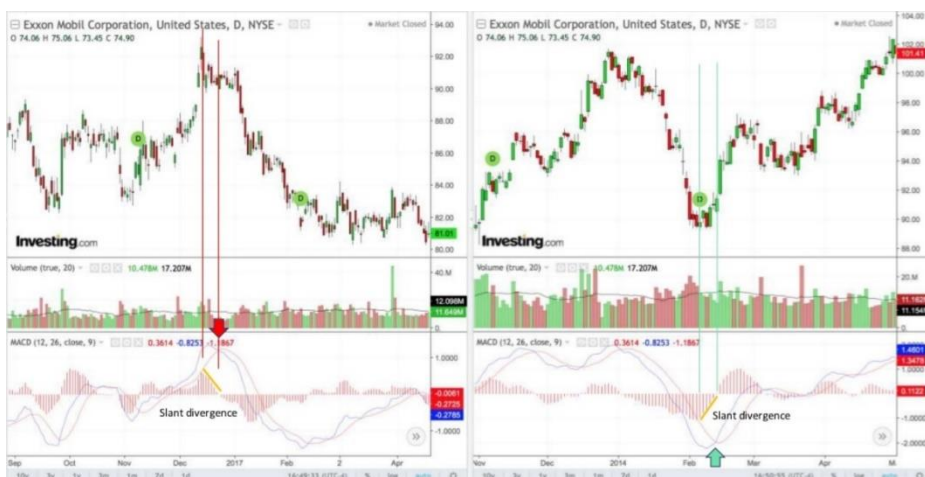 Exxon Mobil Corporation, United States, D, NYSE
Market Closed
O 74.06 H 75.06 L 73.45 C 74.90
94.00
92.00
90.00
88.00
86.00
84.00
82.00
81.01
80.00
D
D
Investing.com
Volume (true, 20) 10.478M 17.207M
40.M
12.098M
11.649M
MACD (12, 26, close, 9) 0.3614 -0.8253 -1.1867
1.0000
-0.0061
-0.2725
-0.2785
-1.0000
Slant divergence
Sep Oct Nov Dec 2017 Feb 2 Apr
Exxon Mobil Corporation, United States, D, NYSE
Market Closed
O 74.06 H 75.06 L 73.45 C 74.90
104.00
102.00
101.41
100.00
98.00
96.00
94.00
92.00
90.00
88.00
D
D
Investing.com
Volume (true, 20) 10.478M 17.207M
20.M
MACD (12, 26, close, 9) 0.3614 -0.8253 -1.1867
1.4801
1.3479
1.0000
0.1122
-1.0000
-2.0000
Slant divergence
Nov Dec 2014 Feb Mar Apr